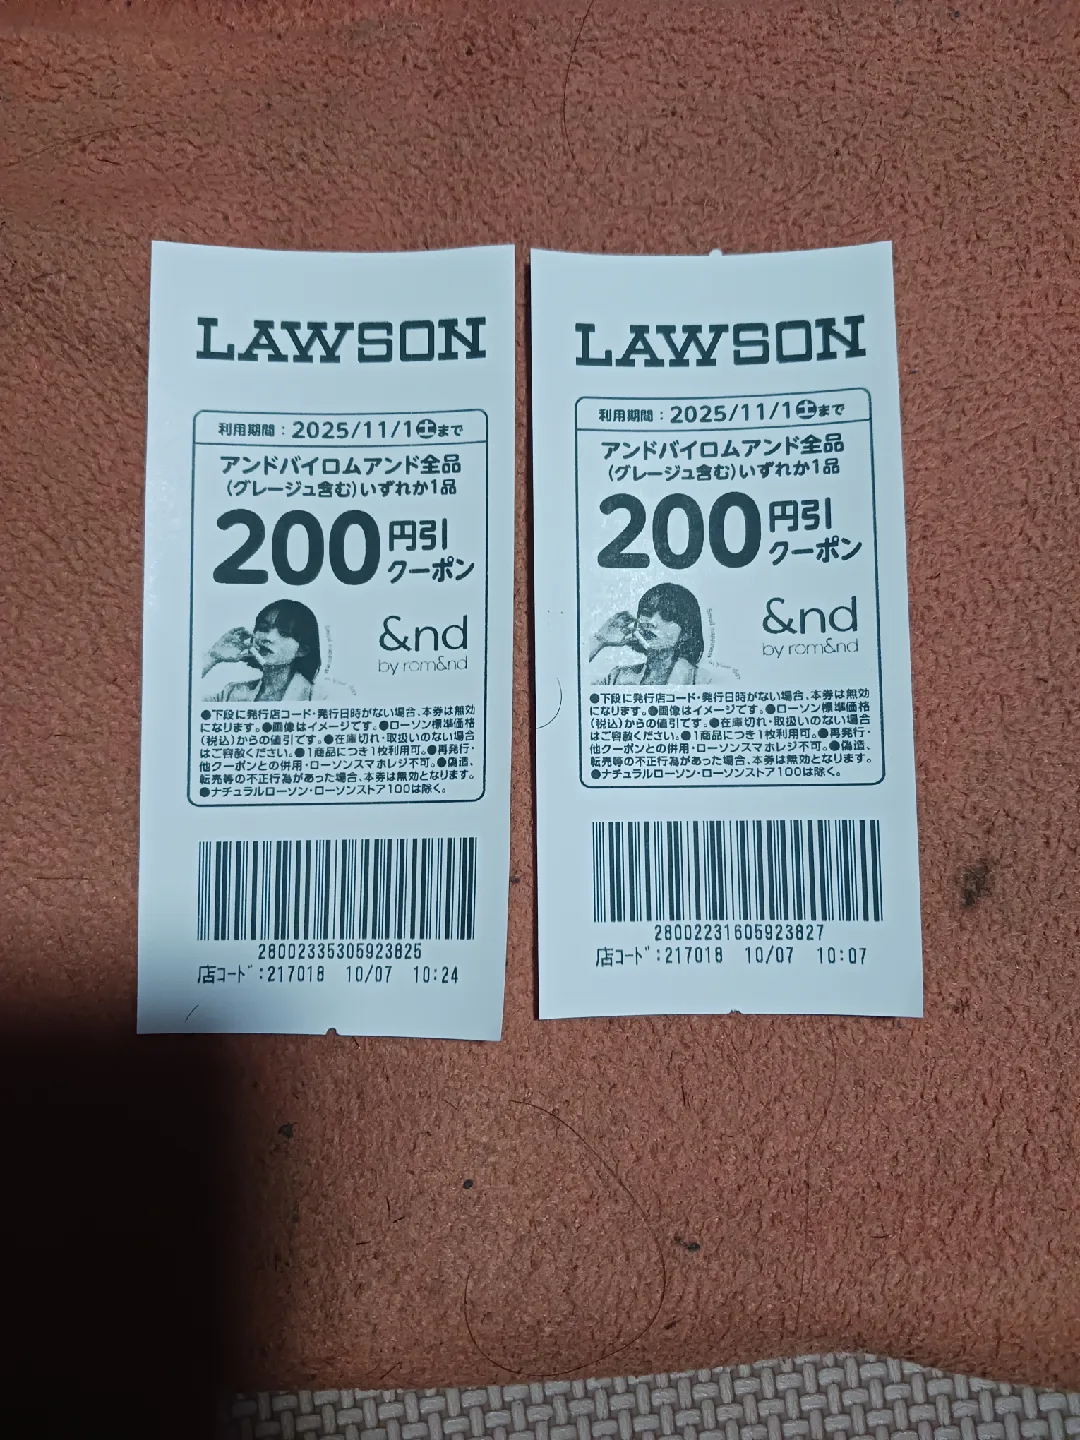 LAWSON
利用期間：2025/11/1㊏まで
アンドバイロムアンド全品
(グレージュ含む)いずれか1品
200円引
クーポン
&nd
by rom&nd
●下段に発行店コード・発行日時がない場合、本券は無効
になります。●画像はイメージです。●ローソン標準価格
(税込)からの値引です。●在庫切れ・取扱いのない場合
はご容赦ください。●1商品につき1枚利用可。●再発行・
他クーポンとの併用・ローソンスマホレジ不可。●偽造、
転売等の不正行為があった場合、本券は無効となります。
●ナチュラルローソン・ローソンストア100は除く。
28002335305923825
店コード:217018 10/07 10:24
LAWSON
利用期間：2025/11/1㊏まで
アンドバイロムアンド全品
(グレージュ含む)いずれか1品
200円引
クーポン
&nd
by rom&nd
●下段に発行店コード・発行日時がない場合、本券は無効
になります。●画像はイメージです。●ローソン標準価格
(税込)からの値引です。●在庫切れ・取扱いのない場合
はご容赦ください。●1商品につき1枚利用可。●再発行・
他クーポンとの併用・ローソンスマホレジ不可。●偽造、
転売等の不正行為があった場合、本券は無効となります。
●ナチュラルローソン・ローソンストア100は除く。
28002231605923827
店コード:217018 10/07 10:07